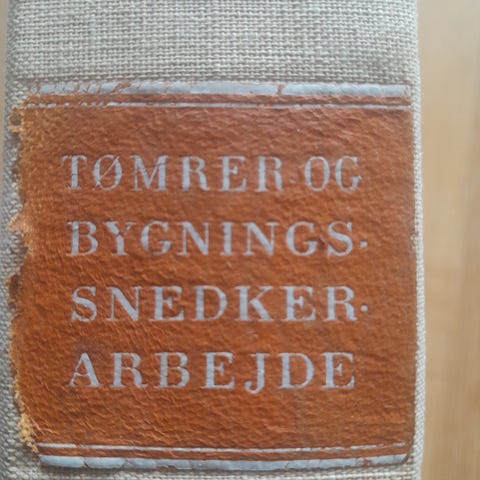 TØMRER OG
BYGNINGS-
SNEDKER-
ARBEJDE